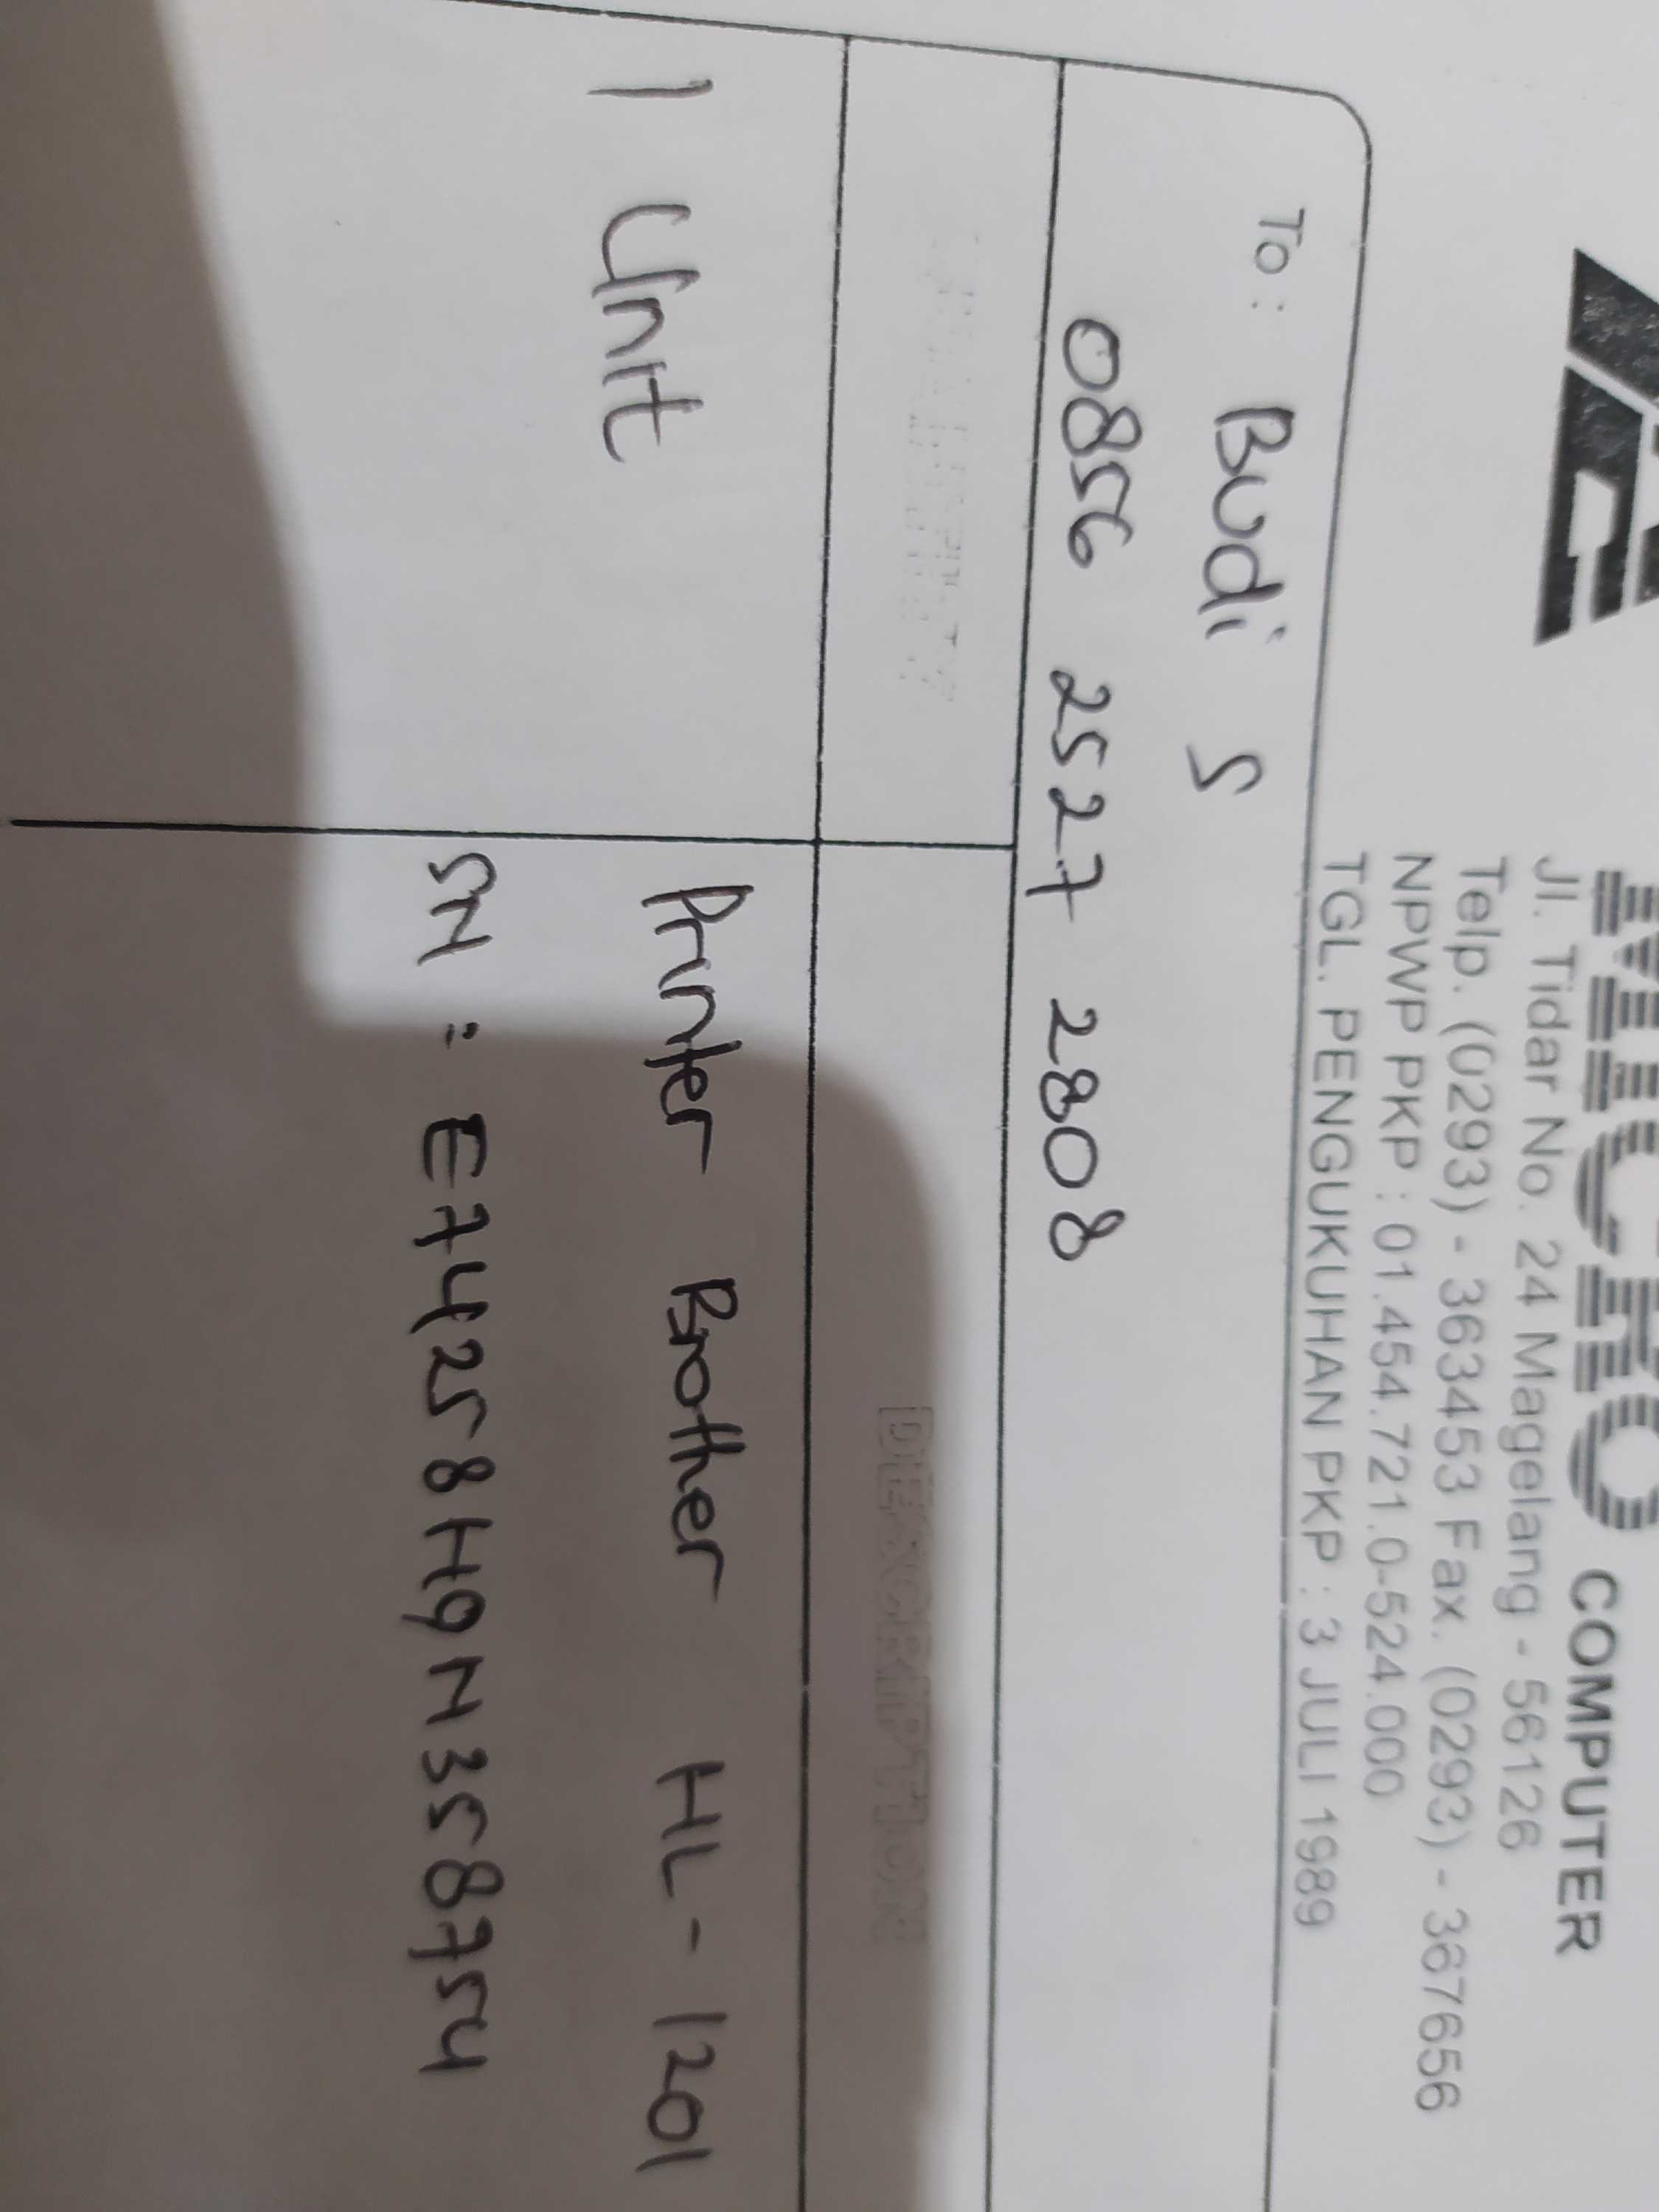 MICRO COMPUTER
Jl. Tidar No. 24 Magelang - 56126
Telp. (0293) - 363453 Fax. (0293) - 367656
NPWP PKP : 01.454.721.0-524.000
TGL. PENGUKUHAN PKP : 3 JULI 1989
To : Budi S
0856 2527 2808
QUANTITY DESCRIPTION
1 Unit Printer Brother HL-1201
SN : E74258H9N358754